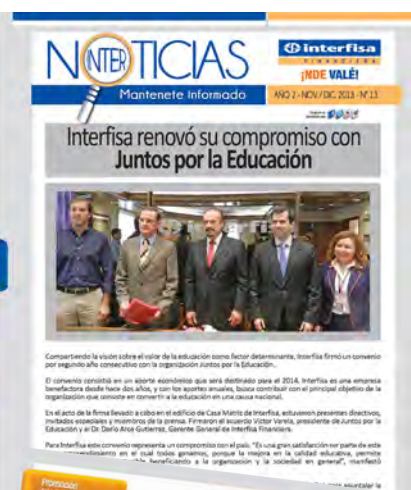 NOTICIAS
INTER
Mantenete Informado
interfisa
FINANCIERA
¡NDE VALÉ!
AÑO 2 - NOV / DIC. 2013 - N° 13
Interfisa renovó su compromiso con
Juntos por la Educación
Compartiendo la visión sobre el valor de la educación como factor determinante, Interfisa firmó un convenio
por segundo año consecutivo con la organización Juntos por la Educación.
El convenio consistió en un aporte económico que será destinado para el 2014. Interfisa es una empresa
benefactora desde hace dos años, y con los aportes anuales, busca contribuir con el principal objetivo de la
organización que consiste en convertir a la educación en una causa nacional.
En el acto de la firma llevado a cabo en el edificio de Casa Matriz de Interfisa, estuvieron presentes directivos,
invitados especiales y miembros de la prensa. Firmaron el acuerdo Víctor Varela, presidente de Juntos por la
Educación y el Dr. Darío Arce Gutierrez, Gerente General de Interfisa Financiera.
Para Interfisa este convenio representa un compromiso con el país. "Es una gran satisfacción ser parte de este
emprendimiento en el cual todos ganamos, porque la mejora en la calidad educativa, permite
beneficiando a la organización y la sociedad en general", manifestó
Promoción